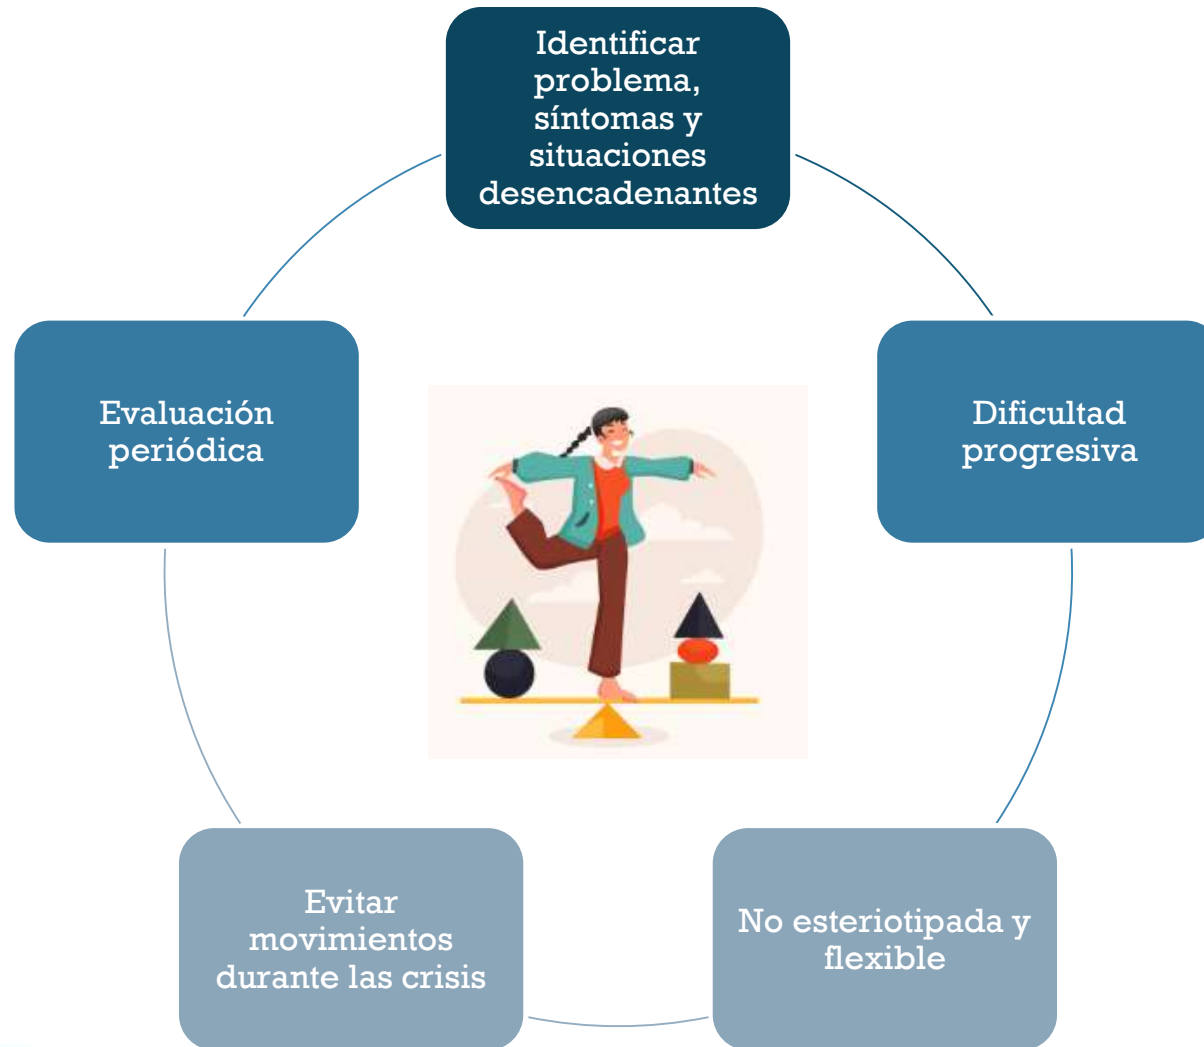 Identificar
problema,
síntomas y
situaciones
desencadenantes
Dificultad
progresiva
No esteriotipada y
flexible
Evitar
movimientos
durante las crisis
Evaluación
periódica